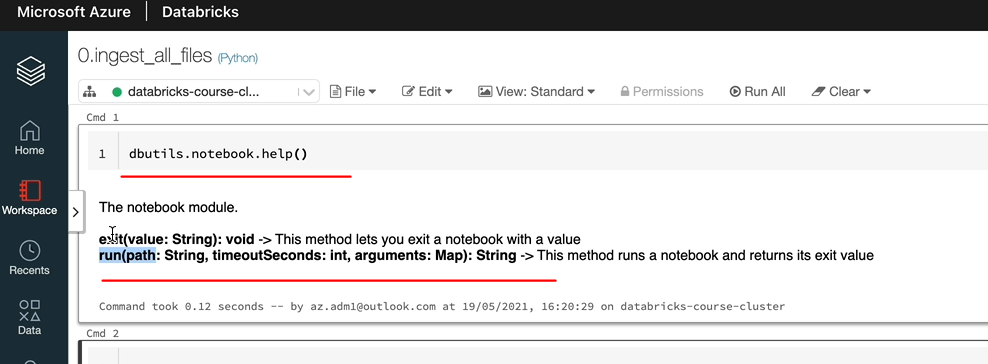 Microsoft Azure | Databricks
0.ingest_all_files (Python)
databricks-course-cl...
File
Edit
View: Standard
Permissions
Run All
Clear
Home
Workspace
Recents
Data
Cmd 1
1 dbutils.notebook.help()
The notebook module.
exit(value: String): void -> This method lets you exit a notebook with a value
run(path: String, timeoutSeconds: int, arguments: Map): String -> This method runs a notebook and returns its exit value
Command took 0.12 seconds -- by az.adm1@outlook.com at 19/05/2021, 16:20:29 on databricks-course-cluster
Cmd 2